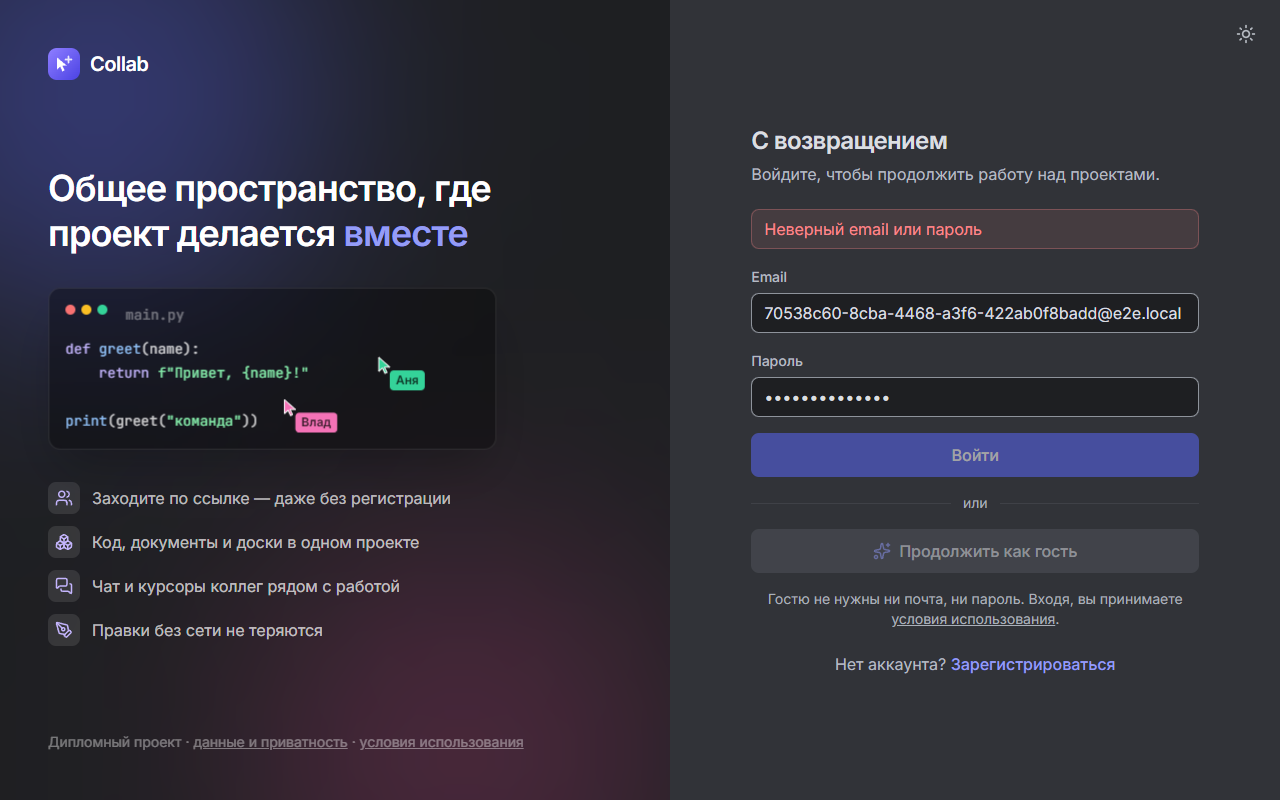 Collab
Общее пространство, где
проект делается вместе
main.py
def greet(name):
return f"Привет, {name}!"
Аня
print(greet("команда"))
Влад
Заходите по ссылке — даже без регистрации
Код, документы и доски в одном проекте
Чат и курсоры коллег рядом с работой
Правки без сети не теряются
Дипломный проект · данные и приватность · условия использования
С возвращением
Войдите, чтобы продолжить работу над проектами.
Неверный email или пароль
Email
70538c60-8cba-4468-a3f6-422ab0f8badd@e2e.local
Пароль
••••••••••••••
Войти
или
Продолжить как гость
Гостю не нужны ни почта, ни пароль. Входя, вы принимаете
условия использования.
Нет аккаунта? Зарегистрироваться